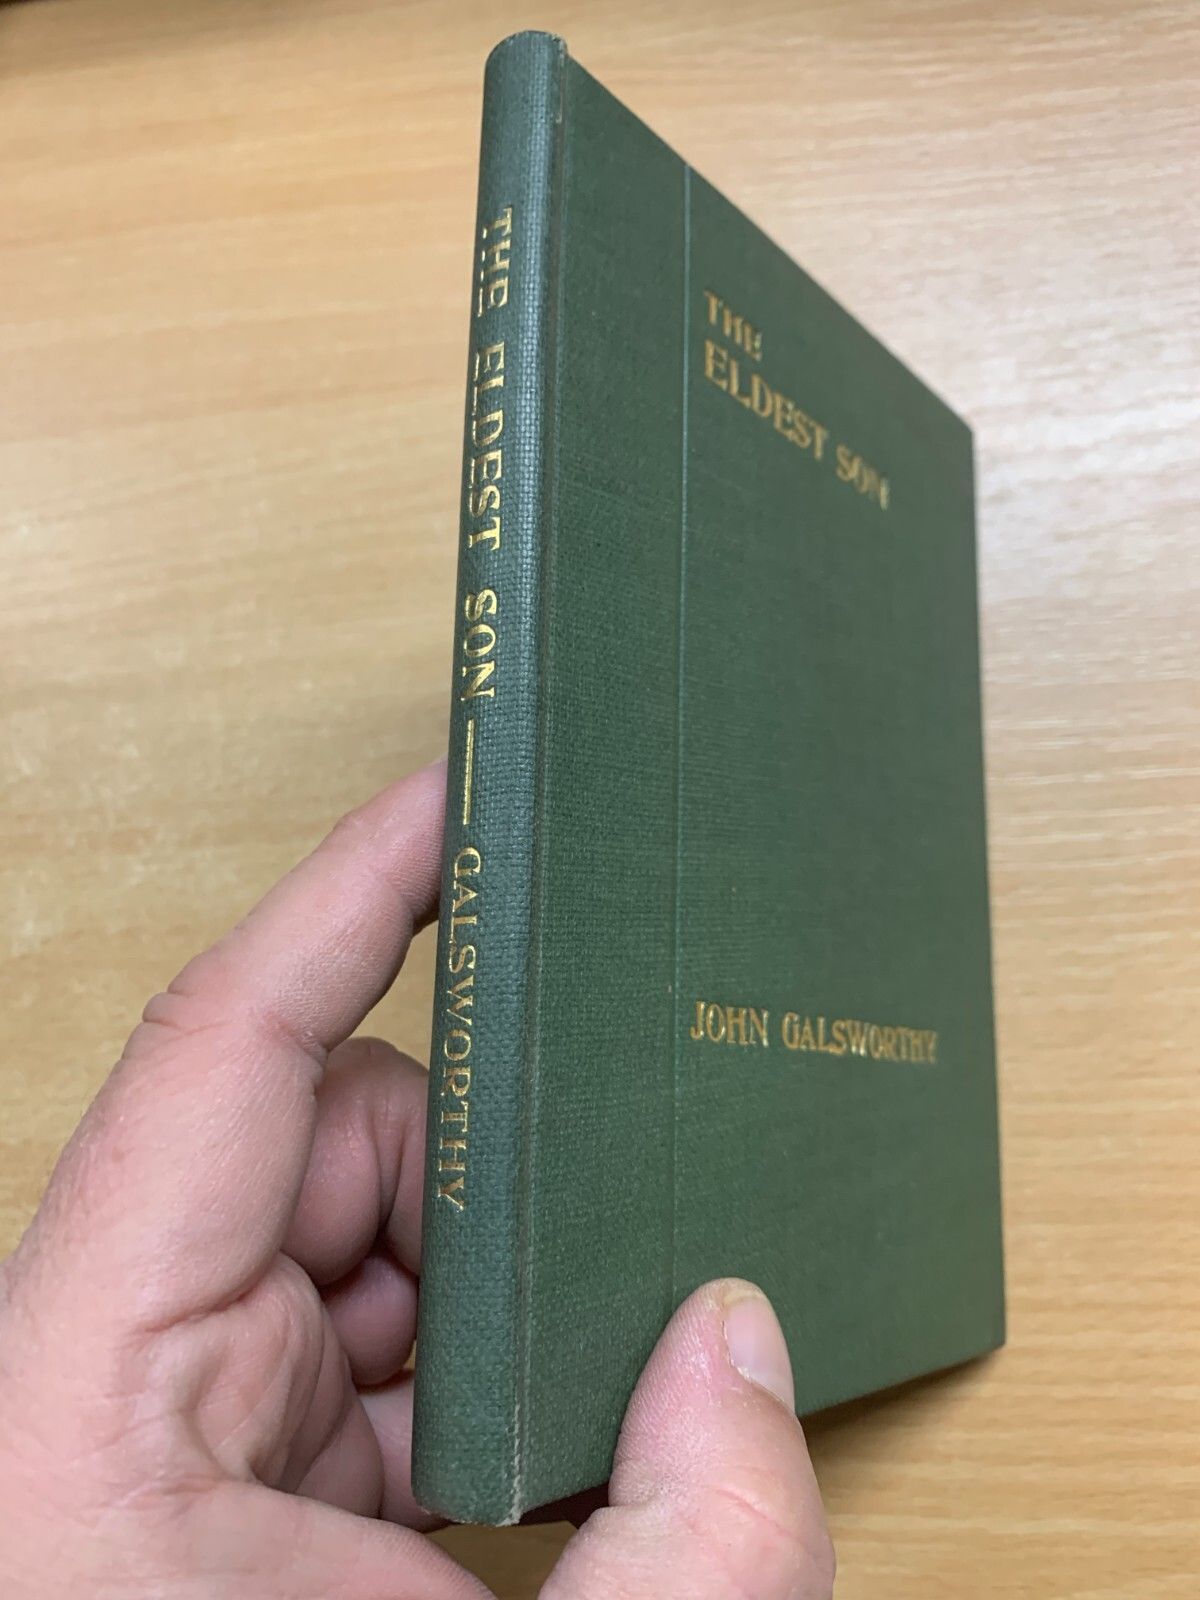 THE ELDEST SON — GALSWORTHY
THE
ELDEST SON
JOHN GALSWORTHY